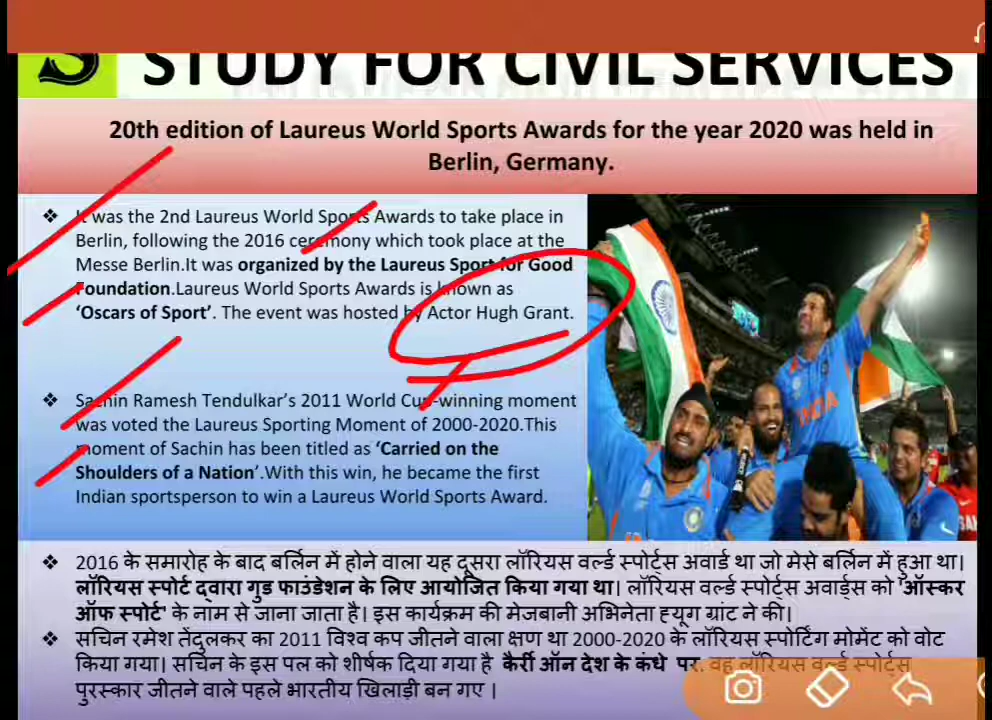 STUDY FOR CIVIL SERVICES
20th edition of Laureus World Sports Awards for the year 2020 was held in
Berlin, Germany.
❖ It was the 2nd Laureus World Sports Awards to take place in
Berlin, following the 2016 ceremony which took place at the
Messe Berlin.It was organized by the Laureus Sport for Good
Foundation.Laureus World Sports Awards is known as
‘Oscars of Sport’. The event was hosted by Actor Hugh Grant.
❖ Sachin Ramesh Tendulkar’s 2011 World Cup-winning moment
was voted the Laureus Sporting Moment of 2000-2020.This
moment of Sachin has been titled as ‘Carried on the
Shoulders of a Nation’.With this win, he became the first
Indian sportsperson to win a Laureus World Sports Award.
INDIA
❖ 2016 के समारोह के बाद बर्लिन में होने वाला यह दूसरा लॉरियस वर्ल्ड स्पोर्ट्स अवार्ड था जो मेसे बर्लिन में हुआ था।
लॉरियस स्पोर्ट द्वारा गुड फाउंडेशन के लिए आयोजित किया गया था। लॉरियस वर्ल्ड स्पोर्ट्स अवार्ड्स को 'ऑस्कर
ऑफ स्पोर्ट' के नाम से जाना जाता है। इस कार्यक्रम की मेजबानी अभिनेता ह्यूग ग्रांट ने की।
❖ सचिन रमेश तेंदुलकर का 2011 विश्व कप जीतने वाला क्षण था 2000-2020 के लॉरियस स्पोर्टिंग मोमेंट को वोट
किया गया। सचिन के इस पल को शीर्षक दिया गया है कैरी ऑन देश के कंधे पर. वह लॉरियस वर्ल्ड स्पोर्ट्स
पुरस्कार जीतने वाले पहले भारतीय खिलाड़ी बन गए ।